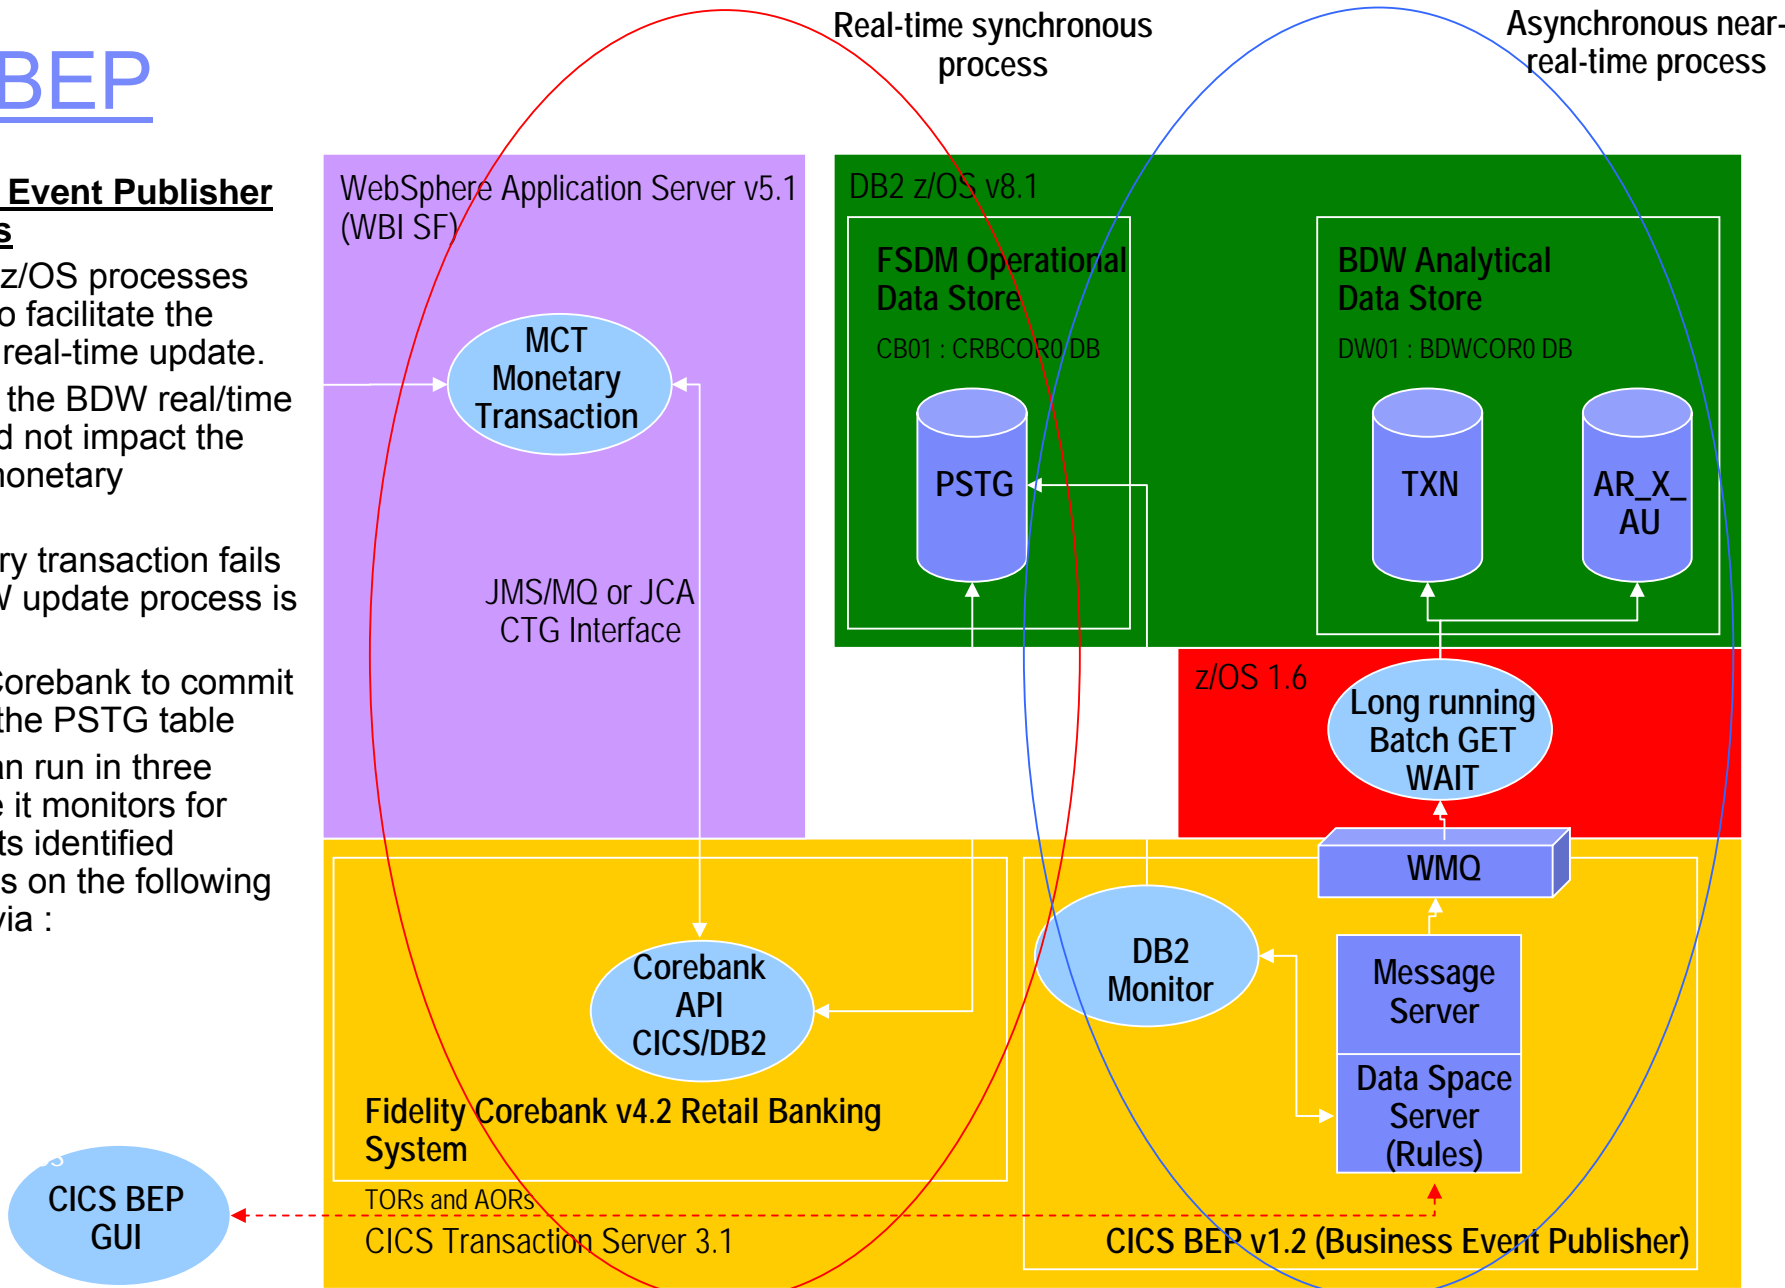 BEP
Event Publisher
s
z/OS processes
o facilitate the
real-time update.
the BDW real/time
d not impact the
monetary
ry transaction fails
W update process is
Corebank to commit
the PSTG table
an run in three
e it monitors for
ts identified
s on the following
via :
Real-time synchronous
process
Asynchronous near-
real-time process
WebSphere Application Server v5.1
(WBI SF)
MCT
Monetary
Transaction
JMS/MQ or JCA
CTG Interface
DB2 z/OS v8.1
FSDM Operational
Data Store
CB01 : CRBCOR0 DB
PSTG
BDW Analytical
Data Store
DW01 : BDWCOR0 DB
TXN
AR_X_
AU
z/OS 1.6
Long running
Batch GET
WAIT
WMQ
DB2
Monitor
Message
Server
Data Space
Server
(Rules)
Corebank
API
CICS/DB2
Fidelity Corebank v4.2 Retail Banking
System
TORs and AORs
CICS Transaction Server 3.1
CICS BEP v1.2 (Business Event Publisher)
CICS BEP
GUI